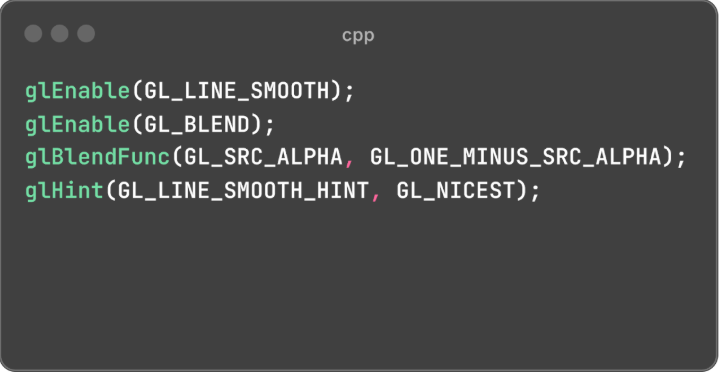 cpp
glEnable(GL_LINE_SMOOTH);
glEnable(GL_BLEND);
glBlendFunc(GL_SRC_ALPHA, GL_ONE_MINUS_SRC_ALPHA);
glHint(GL_LINE_SMOOTH_HINT, GL_NICEST);